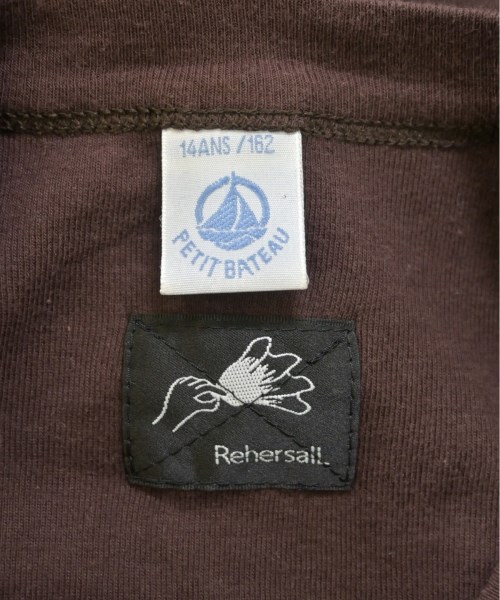 14ANS / 162
PETIT BATEAU
RehersalL